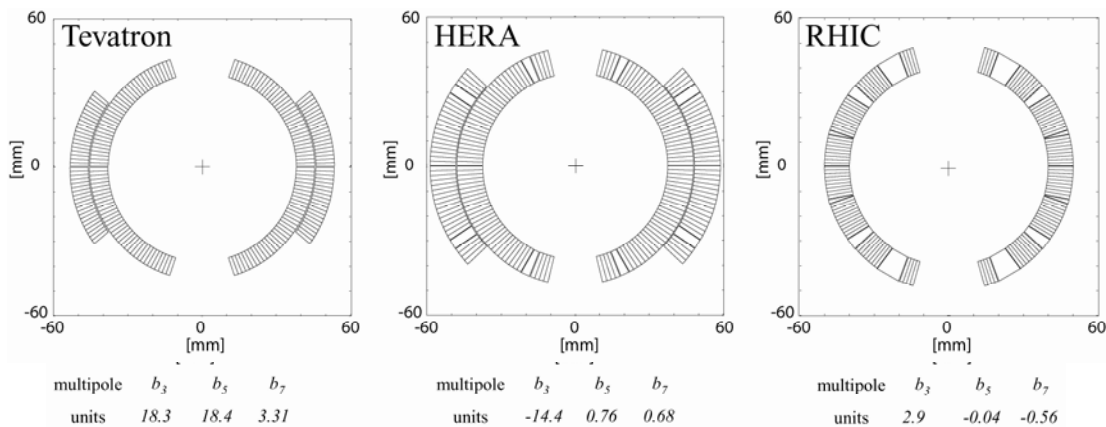 Tevatron
60
0
-60
[mm]
-60 0 60
[mm]
multipole b3 b5 b7
units 18.3 18.4 3.31
HERA
60
0
-60
[mm]
-60 0 60
[mm]
multipole b3 b5 b7
units -14.4 0.76 0.68
RHIC
60
0
-60
[mm]
-60 0 60
[mm]
multipole b3 b5 b7
units 2.9 -0.04 -0.56